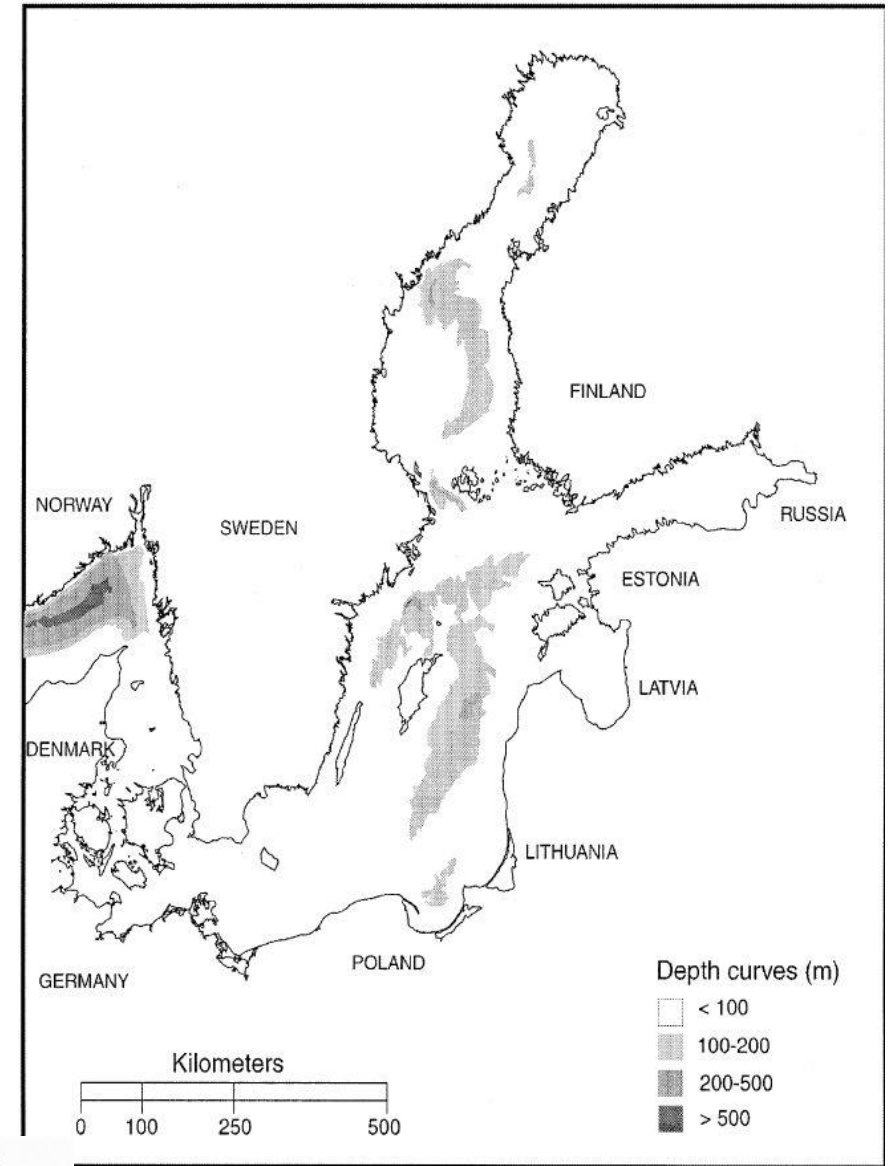 FINLAND
NORWAY
SWEDEN
RUSSIA
ESTONIA
LATVIA
DENMARK
LITHUANIA
POLAND
GERMANY
Depth curves (m)
< 100
100-200
200-500
> 500
Kilometers
0 100 250 500